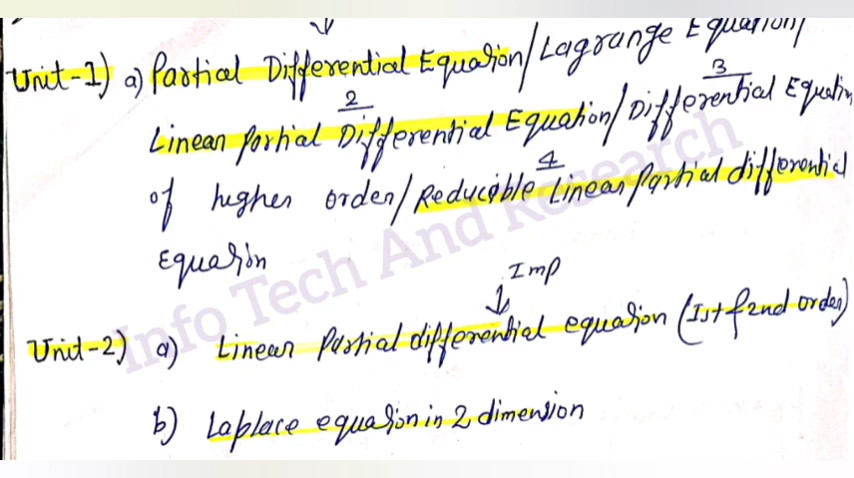 Unit-1) a) Partial Differential Equation/Lagrange Equation/
2
3
Linear partial Differential Equation/Differential Equation
4
of higher order/Reducible Linear Partial differential
Equation
Imp
Unit-2) a) Linear Partial differential equation (Ist & 2nd order)
b) Laplace equation in 2 dimension
Info Tech And Research